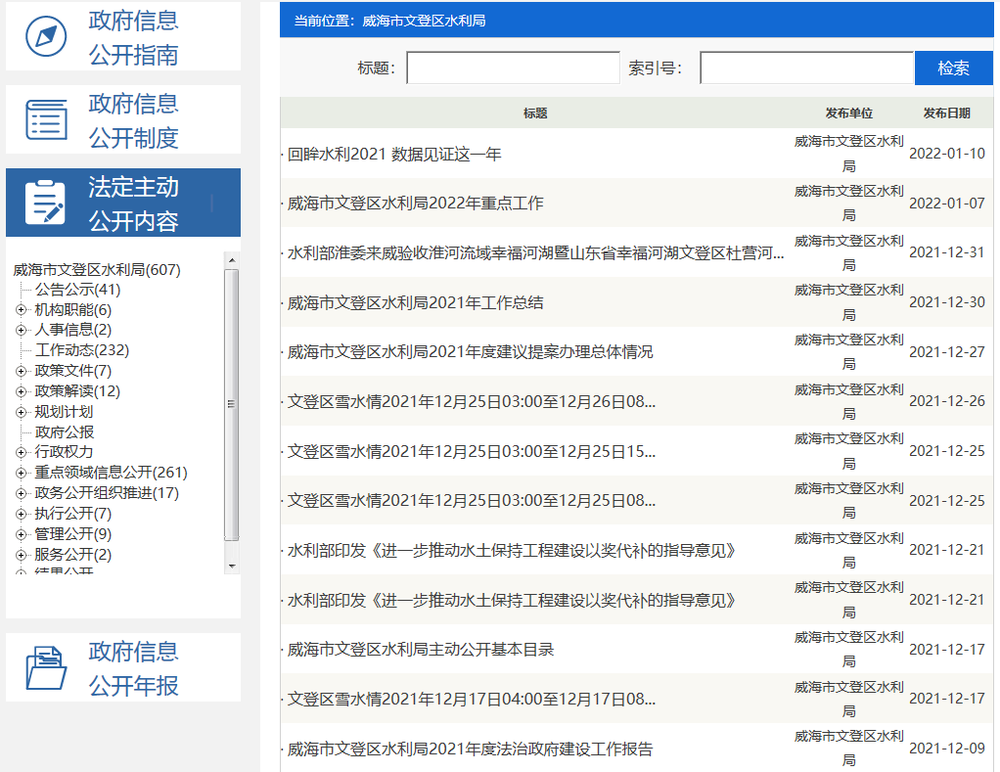 政府信息
公开指南
政府信息
公开制度
法定主动
公开内容
威海市文登区水利局(607)
公告公示(41)
机构职能(6)
人事信息(2)
工作动态(232)
政策文件(7)
政策解读(12)
规划计划
政府公报
行政权力
重点领域信息公开(261)
政务公开组织推进(17)
执行公开(7)
管理公开(9)
服务公开(2)
结果公开
政府信息
公开年报
当前位置：威海市文登区水利局
标题： 索引号： 检索
标题 发布单位 发布日期
· 回眸水利2021 数据见证这一年 威海市文登区水利局 2022-01-10
· 威海市文登区水利局2022年重点工作 威海市文登区水利局 2022-01-07
· 水利部淮委来威验收淮河流域幸福河湖暨山东省幸福河湖文登区杜营河... 威海市文登区水利局 2021-12-31
· 威海市文登区水利局2021年工作总结 威海市文登区水利局 2021-12-30
· 威海市文登区水利局2021年度建议提案办理总体情况 威海市文登区水利局 2021-12-27
· 文登区雪水情2021年12月25日03:00至12月26日08... 威海市文登区水利局 2021-12-26
· 文登区雪水情2021年12月25日03:00至12月25日15... 威海市文登区水利局 2021-12-25
· 文登区雪水情2021年12月25日03:00至12月25日08... 威海市文登区水利局 2021-12-25
· 水利部印发《进一步推动水土保持工程建设以奖代补的指导意见》 威海市文登区水利局 2021-12-21
· 水利部印发《进一步推动水土保持工程建设以奖代补的指导意见》 威海市文登区水利局 2021-12-21
· 威海市文登区水利局主动公开基本目录 威海市文登区水利局 2021-12-17
· 文登区雪水情2021年12月17日04:00至12月17日08... 威海市文登区水利局 2021-12-17
· 威海市文登区水利局2021年度法治政府建设工作报告 威海市文登区水利局 2021-12-09